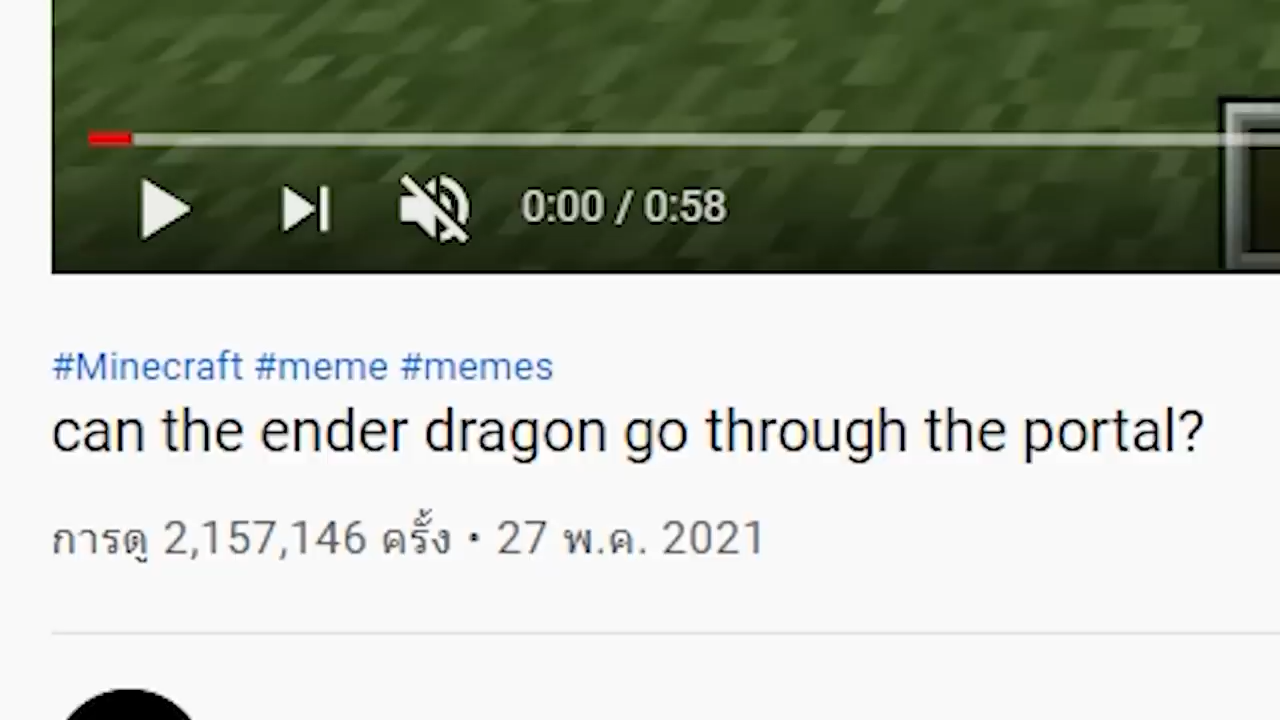 0:00 / 0:58
#Minecraft #meme #memes
can the ender dragon go through the portal?
การดู 2,157,146 ครั้ง • 27 พ.ค. 2021